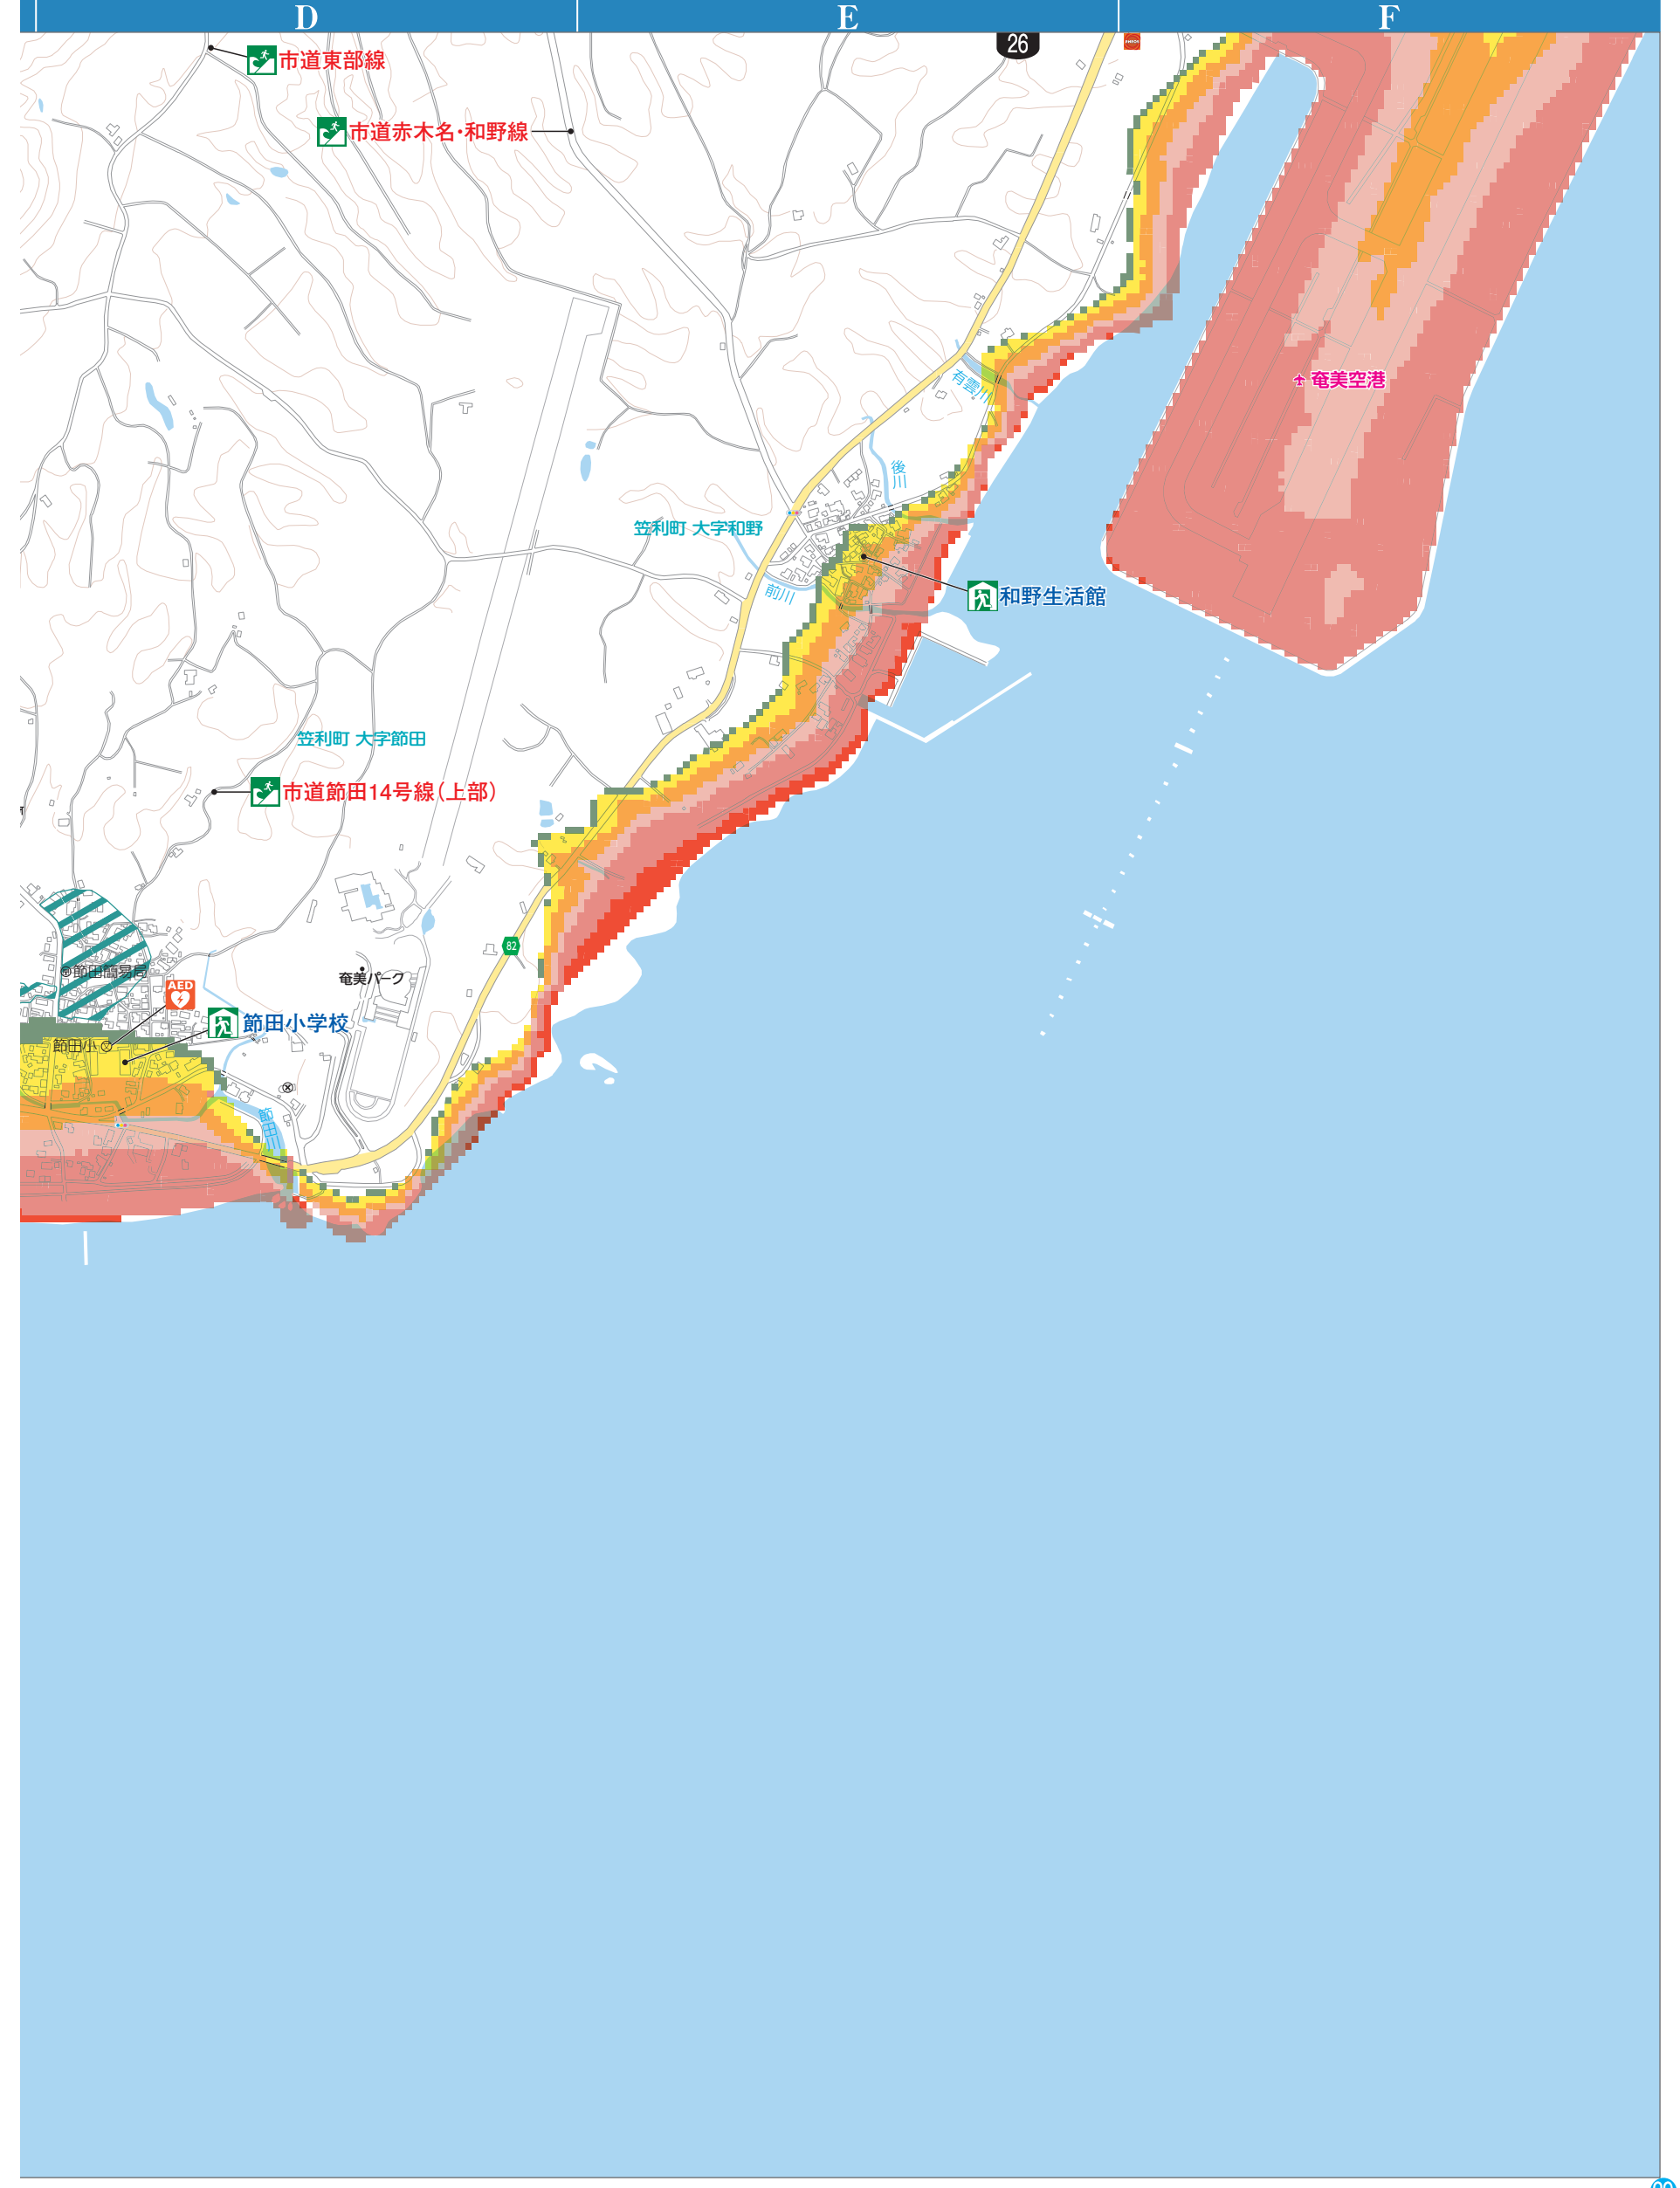 D
E
F
26
市道東部線
市道赤木名・和野線
奄美空港
有雲川
後川
笠利町 大字和野
前川
和野生活館
笠利町 大字節田
市道節田14号線(上部)
82
節田簡易局
奄美パーク
AED
節田小学校
節田小
節田川